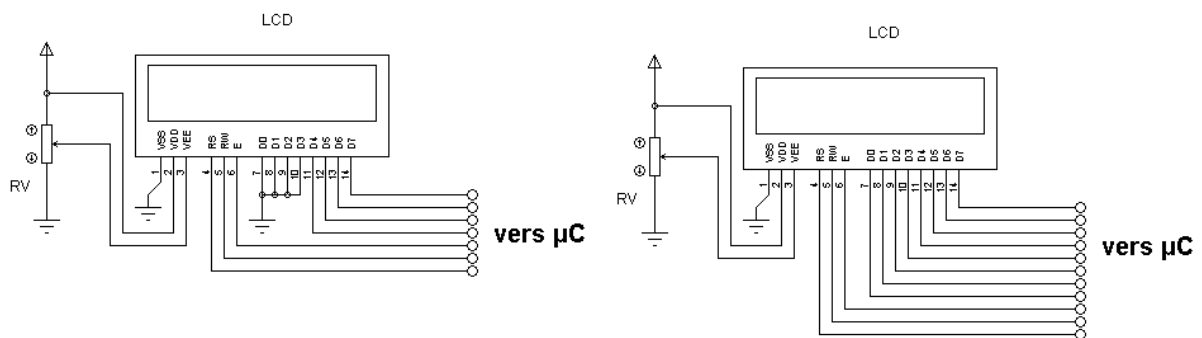 LCD
VSS VDD VEE RS RW E D0 D1 D2 D3 D4 D5 D6 D7
1 2 3 4 5 6 7 8 9 10 11 12 13 14
RV
vers µC
LCD
VSS VDD VEE RS RW E D0 D1 D2 D3 D4 D5 D6 D7
1 2 3 4 5 6 7 8 9 10 11 12 13 14
RV
vers µC